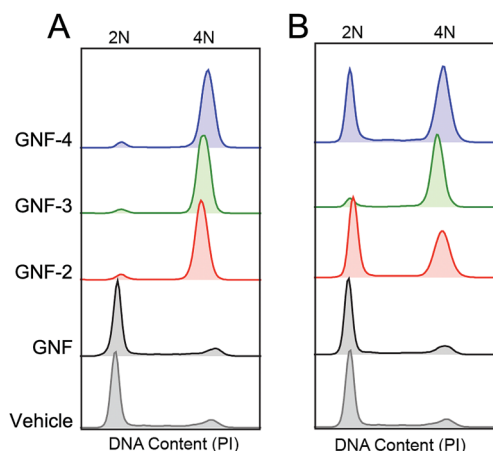 A
B
2N 4N
2N 4N
GNF-4
GNF-3
GNF-2
GNF
Vehicle
DNA Content (PI)
DNA Content (PI)